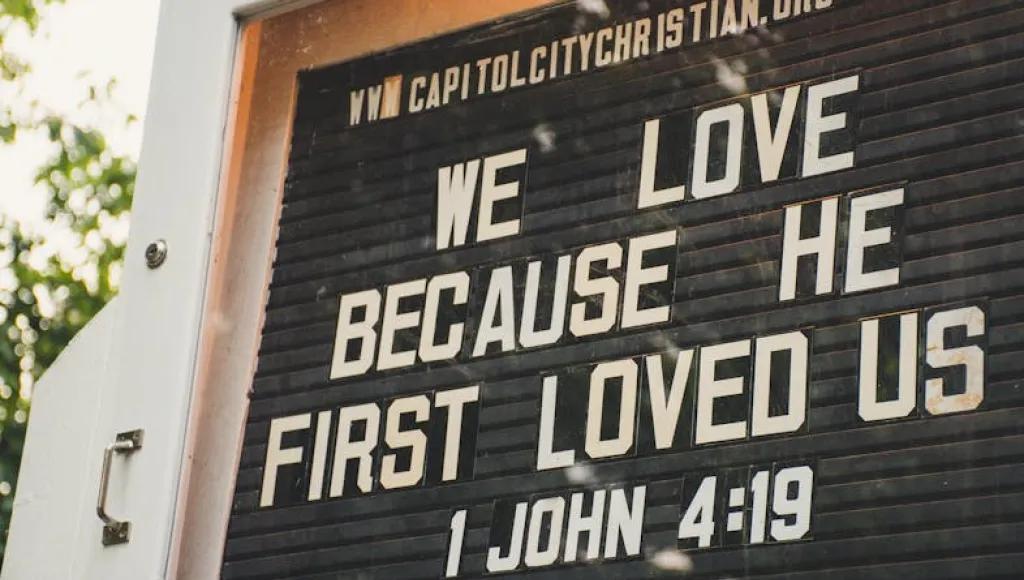 WWW.CAPITOLCITYCHRISTIAN.ORG
WE LOVE
BECAUSE HE
FIRST LOVED US
1 JOHN 4:19